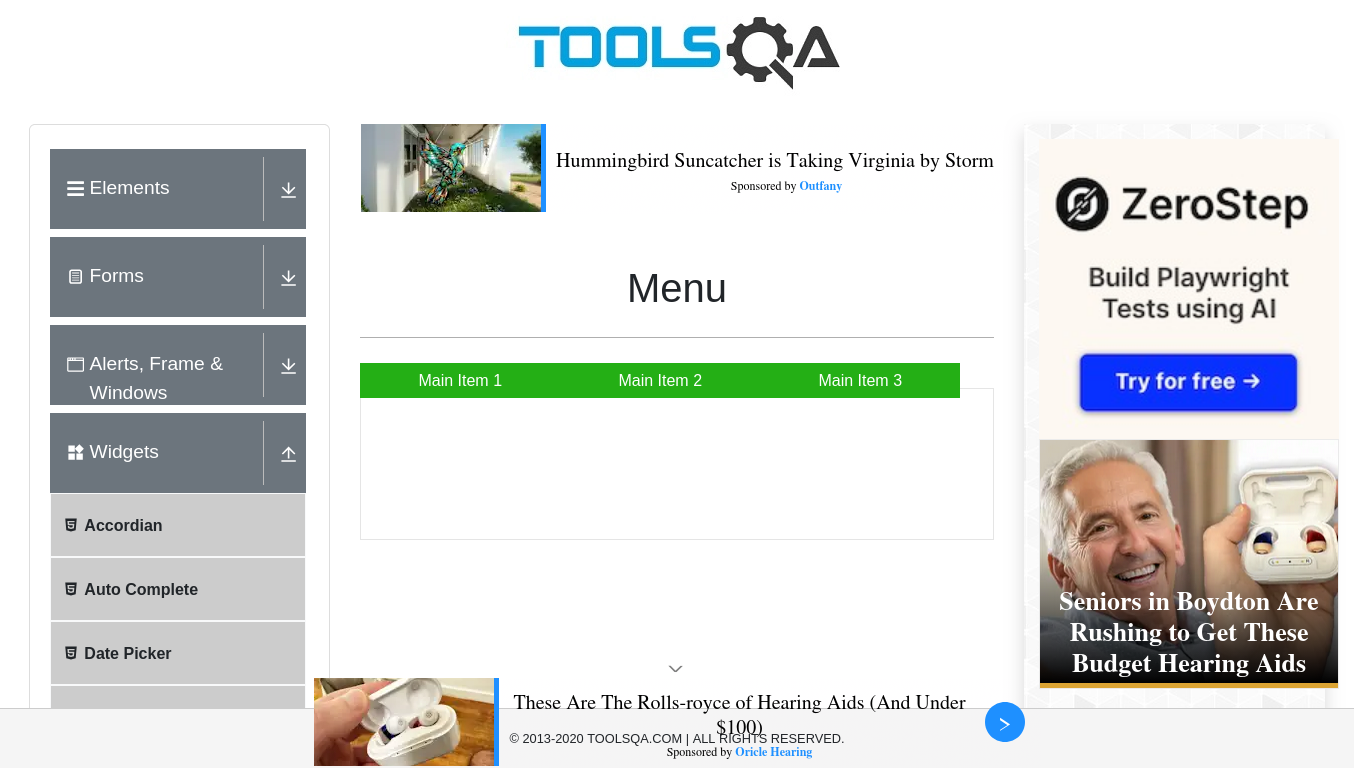 TOOLSQA
Elements
Forms
Alerts, Frame &
Windows
Widgets
Accordian
Auto Complete
Date Picker
Hummingbird Suncatcher is Taking Virginia by Storm
Sponsored by Outfany
Menu
Main Item 1
Main Item 2
Main Item 3
ZeroStep
Build Playwright
Tests using AI
Try for free →
Seniors in Boydton Are
Rushing to Get These
Budget Hearing Aids
These Are The Rolls-royce of Hearing Aids (And Under
$100)
© 2013-2020 TOOLSQA.COM | ALL RIGHTS RESERVED.
Sponsored by Oricle Hearing